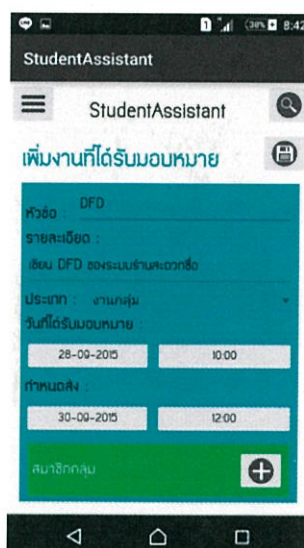 1 38% 8:42
StudentAssistant
StudentAssistant
เพิ่มงานที่ได้รับมอบหมาย
หัวข้อ : DFD
รายละเอียด :
เขียน DFD ของระบบร้านสะดวกซื้อ
ประเภท : งานกลุ่ม
วันที่ได้รับมอบหมาย :
28-09-2015 10:00
กำหนดส่ง :
30-09-2015 12:00
สมาชิกกลุ่ม